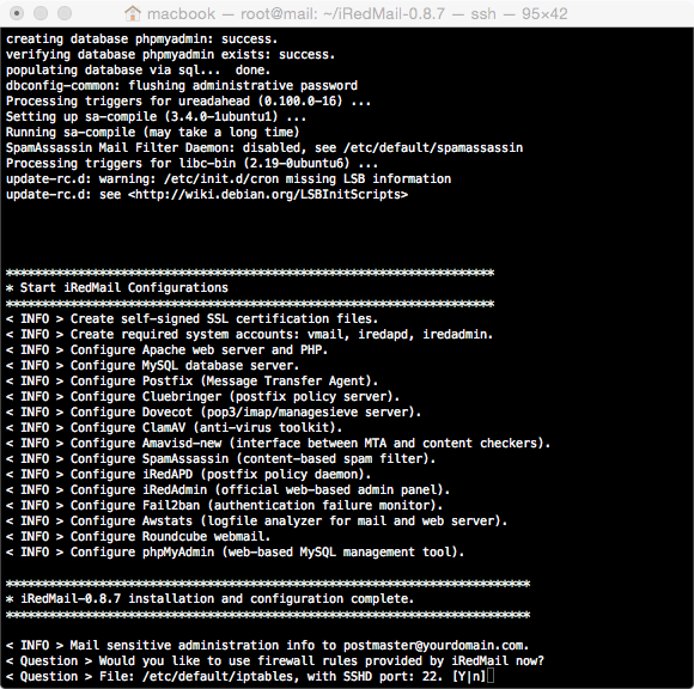 macbook — root@mail: ~/iRedMail-0.8.7 — ssh — 95×42
creating database phpmyadmin: success.
verifying database phpmyadmin exists: success.
populating database via sql...  done.
dbconfig-common: flushing administrative password
Processing triggers for ureadahead (0.100.0-16) ...
Setting up sa-compile (3.4.0-1ubuntu1) ...
Running sa-compile (may take a long time)
SpamAssassin Mail Filter Daemon: disabled, see /etc/default/spamassassin
Processing triggers for libc-bin (2.19-0ubuntu6) ...
update-rc.d: warning: /etc/init.d/cron missing LSB information
update-rc.d: see <http://wiki.debian.org/LSBInitScripts>
********************************************************************
* Start iRedMail Configurations
********************************************************************
< INFO > Create self-signed SSL certification files.
< INFO > Create required system accounts: vmail, iredapd, iredadmin.
< INFO > Configure Apache web server and PHP.
< INFO > Configure MySQL database server.
< INFO > Configure Postfix (Message Transfer Agent).
< INFO > Configure Cluebringer (postfix policy server).
< INFO > Configure Dovecot (pop3/imap/managesieve server).
< INFO > Configure ClamAV (anti-virus toolkit).
< INFO > Configure Amavisd-new (interface between MTA and content checkers).
< INFO > Configure SpamAssassin (content-based spam filter).
< INFO > Configure iRedAPD (postfix policy daemon).
< INFO > Configure iRedAdmin (official web-based admin panel).
< INFO > Configure Fail2ban (authentication failure monitor).
< INFO > Configure Awstats (logfile analyzer for mail and web server).
< INFO > Configure Roundcube webmail.
< INFO > Configure phpMyAdmin (web-based MySQL management tool).
*************************************************************************
* iRedMail-0.8.7 installation and configuration complete.
*************************************************************************
< INFO > Mail sensitive administration info to postmaster@yourdomain.com.
< Question > Would you like to use firewall rules provided by iRedMail now?
< Question > File: /etc/default/iptables, with SSHD port: 22. [Y|n]